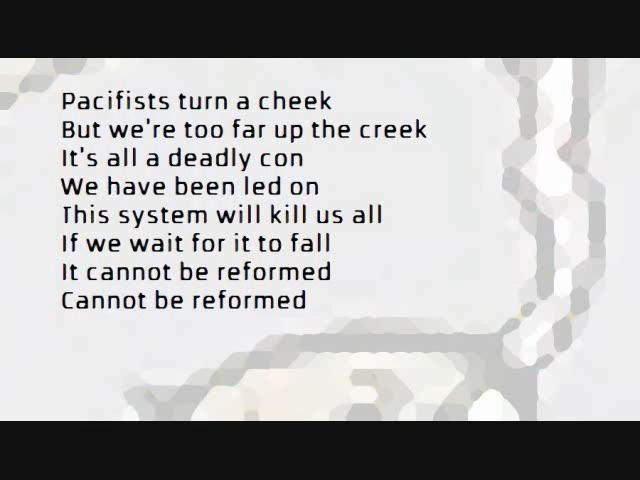 Pacifists turn a cheek
But we're too far up the creek
It's all a deadly con
We have been led on
This system will kill us all
If we wait for it to fall
It cannot be reformed
Cannot be reformed